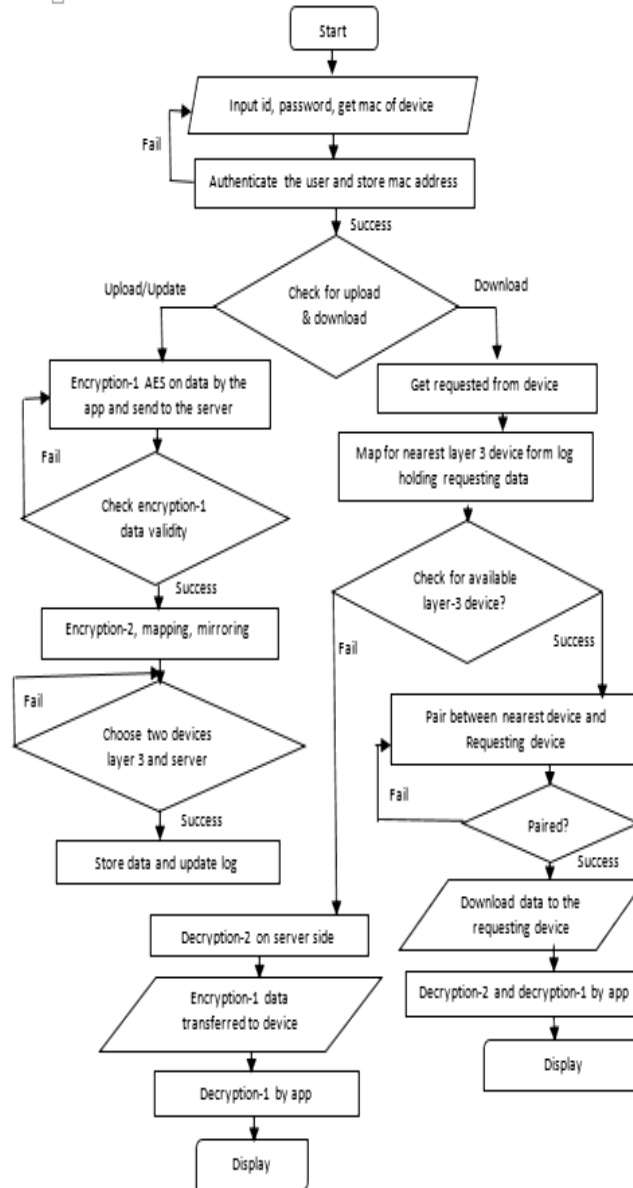 Start
Input id, password, get mac of device
Fail
Authenticate the user and store mac address
Success
Upload/Update
Check for upload
& download
Download
Encryption-1 AES on data by the
app and send to the server
Fail
Check encryption-1
data validity
Success
Encryption-2, mapping, mirroring
Fail
Choose two devices
layer 3 and server
Success
Store data and update log
Get requested from device
Map for nearest layer 3 device form log
holding requesting data
Check for available
layer-3 device?
Fail
Success
Pair between nearest device and
Requesting device
Fail
Paired?
Success
Download data to the
requesting device
Decryption-2 and decryption-1 by app
Display
Decryption-2 on server side
Encryption-1 data
transferred to device
Decryption-1 by app
Display